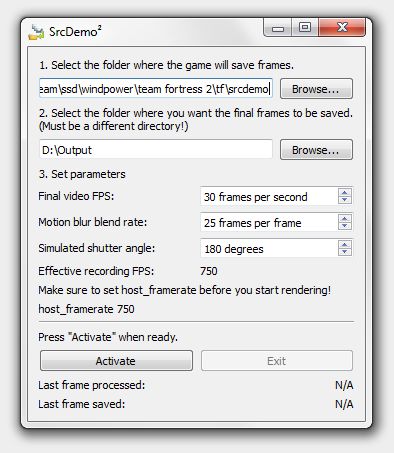 SrcDemo²
1. Select the folder where the game will save frames.
eam\ssd\windpower\team fortress 2\tf\srcdemo
Browse...
2. Select the folder where you want the final frames to be saved.
(Must be a different directory!)
D:\Output
Browse...
3. Set parameters
Final video FPS: 30 frames per second
Motion blur blend rate: 25 frames per frame
Simulated shutter angle: 180 degrees
Effective recording FPS: 750
Make sure to set host_framerate before you start rendering!
host_framerate 750
Press "Activate" when ready.
Activate Exit
Last frame processed: N/A
Last frame saved: N/A